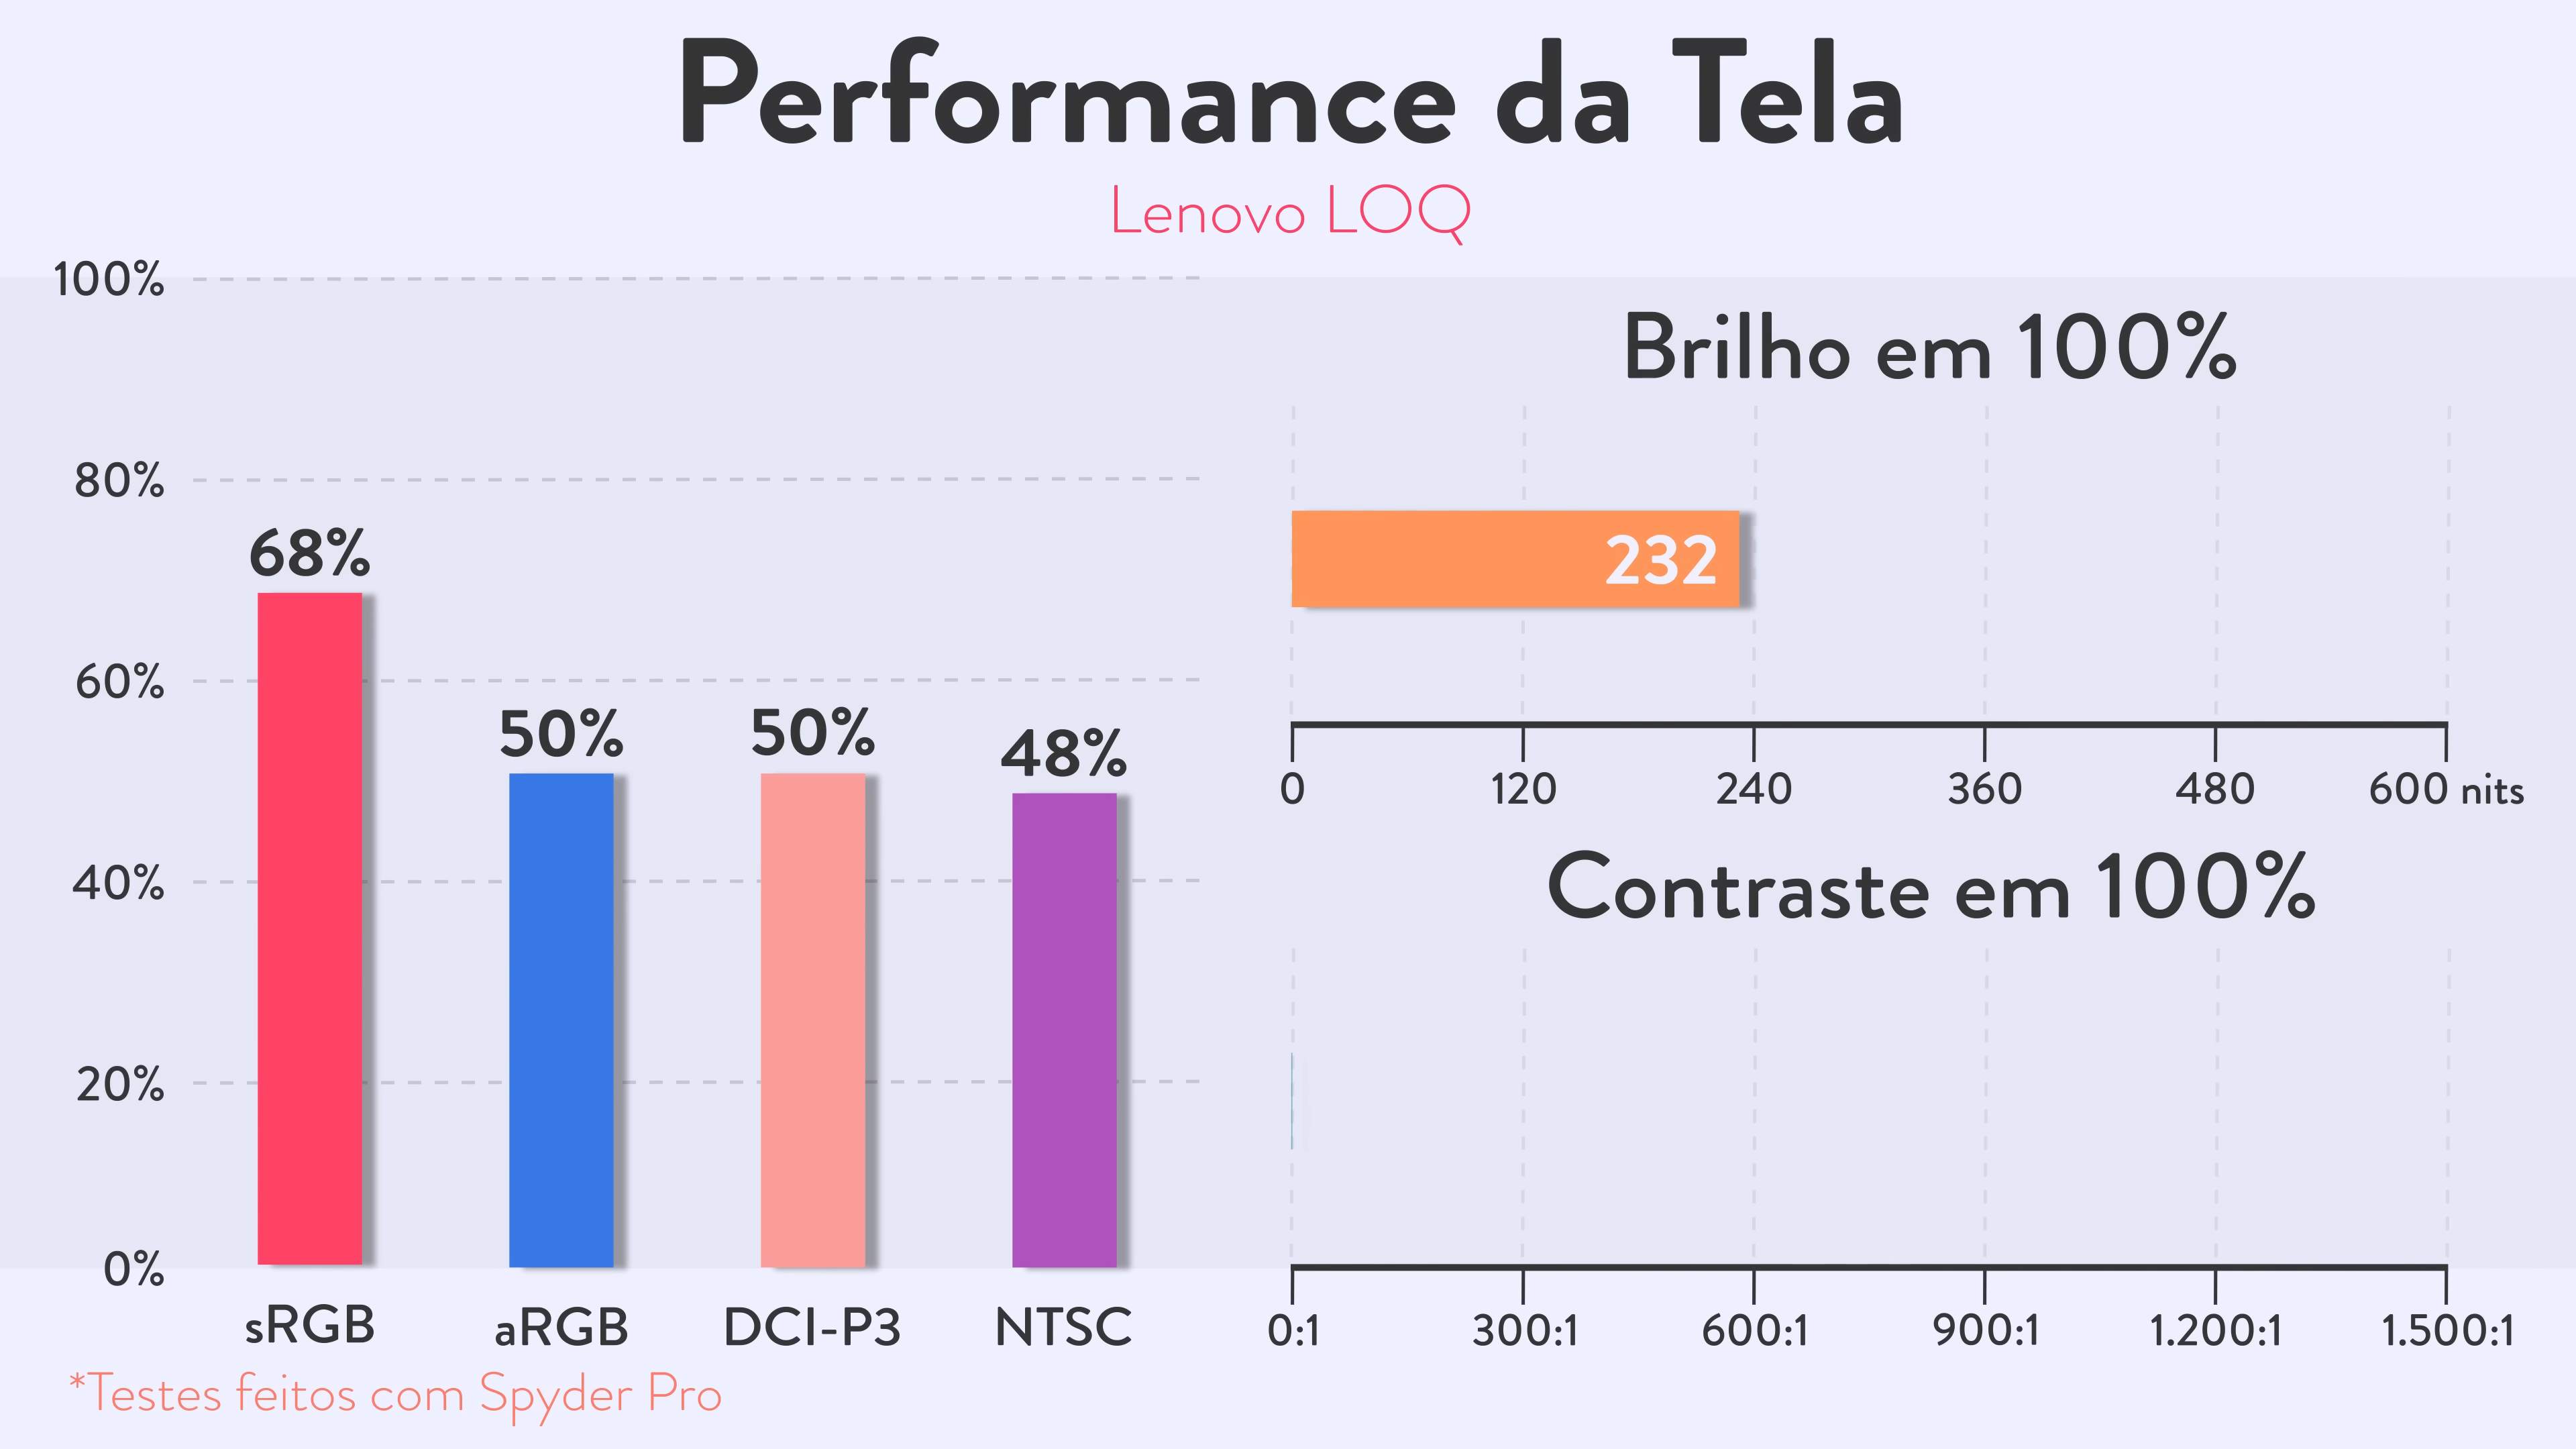 Performance da Tela
Lenovo LOQ
100%
80%
60%
40%
20%
0%
68%
50%
50%
48%
sRGB
aRGB
DCI-P3
NTSC
*Testes feitos com Spyder Pro
Brilho em 100%
232
0 120 240 360 480 600 nits
Contraste em 100%
0:1 300:1 600:1 900:1 1.200:1 1.500:1